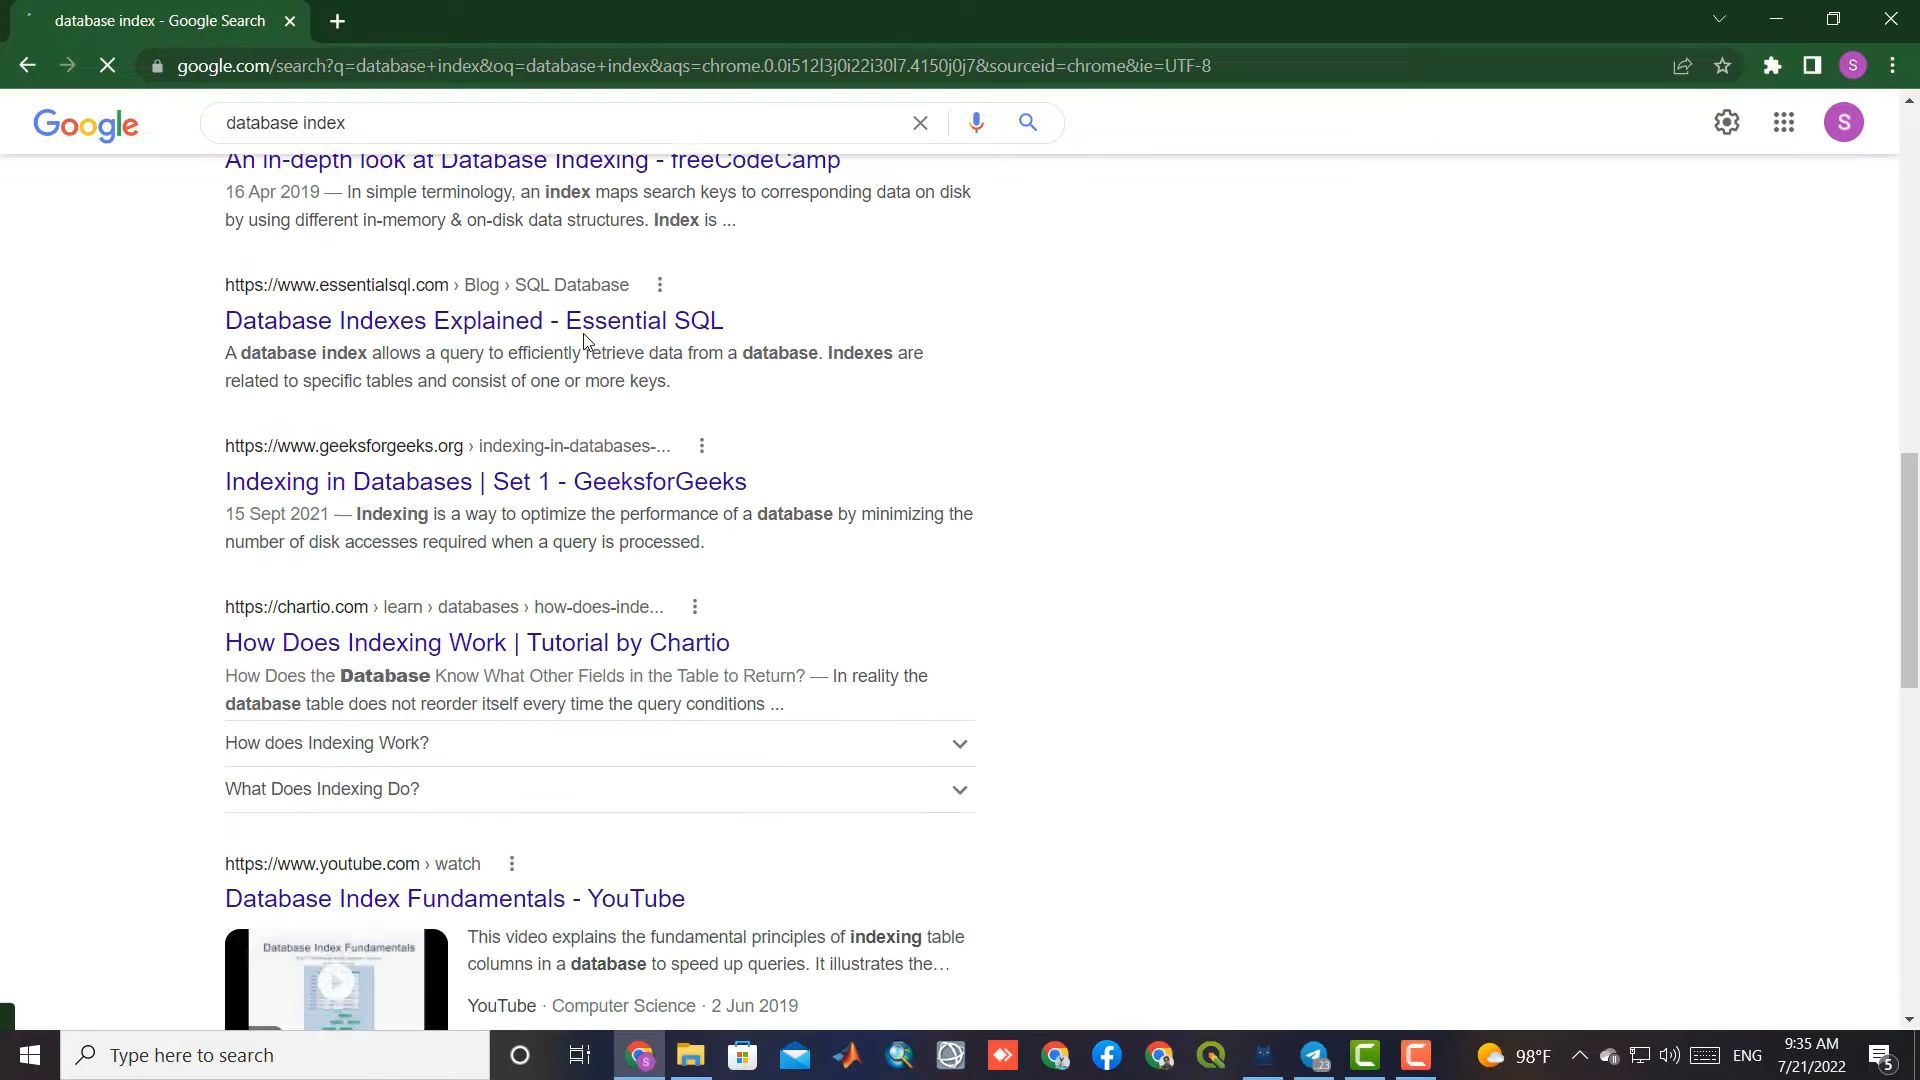 database index - Google Search
google.com/search?q=database+index&oq=database+index&aqs=chrome.0.0i512l3j0i22i30l7.4150j0j7&sourceid=chrome&ie=UTF-8
S
Google
database index
S
An in-depth look at Database Indexing - freeCodeCamp
16 Apr 2019 — In simple terminology, an index maps search keys to corresponding data on disk
by using different in-memory & on-disk data structures. Index is ...
https://www.essentialsql.com › Blog › SQL Database
Database Indexes Explained - Essential SQL
A database index allows a query to efficiently retrieve data from a database. Indexes are
related to specific tables and consist of one or more keys.
https://www.geeksforgeeks.org › indexing-in-databases-...
Indexing in Databases | Set 1 - GeeksforGeeks
15 Sept 2021 — Indexing is a way to optimize the performance of a database by minimizing the
number of disk accesses required when a query is processed.
https://chartio.com › learn › databases › how-does-inde...
How Does Indexing Work | Tutorial by Chartio
How Does the Database Know What Other Fields in the Table to Return? — In reality the
database table does not reorder itself every time the query conditions ...
How does Indexing Work?
What Does Indexing Do?
https://www.youtube.com › watch
Database Index Fundamentals - YouTube
Database Index Fundamentals
This video explains the fundamental principles of indexing table
columns in a database to speed up queries. It illustrates the...
YouTube · Computer Science · 2 Jun 2019
Type here to search
S
23
98°F
ENG
9:35 AM
7/21/2022
5